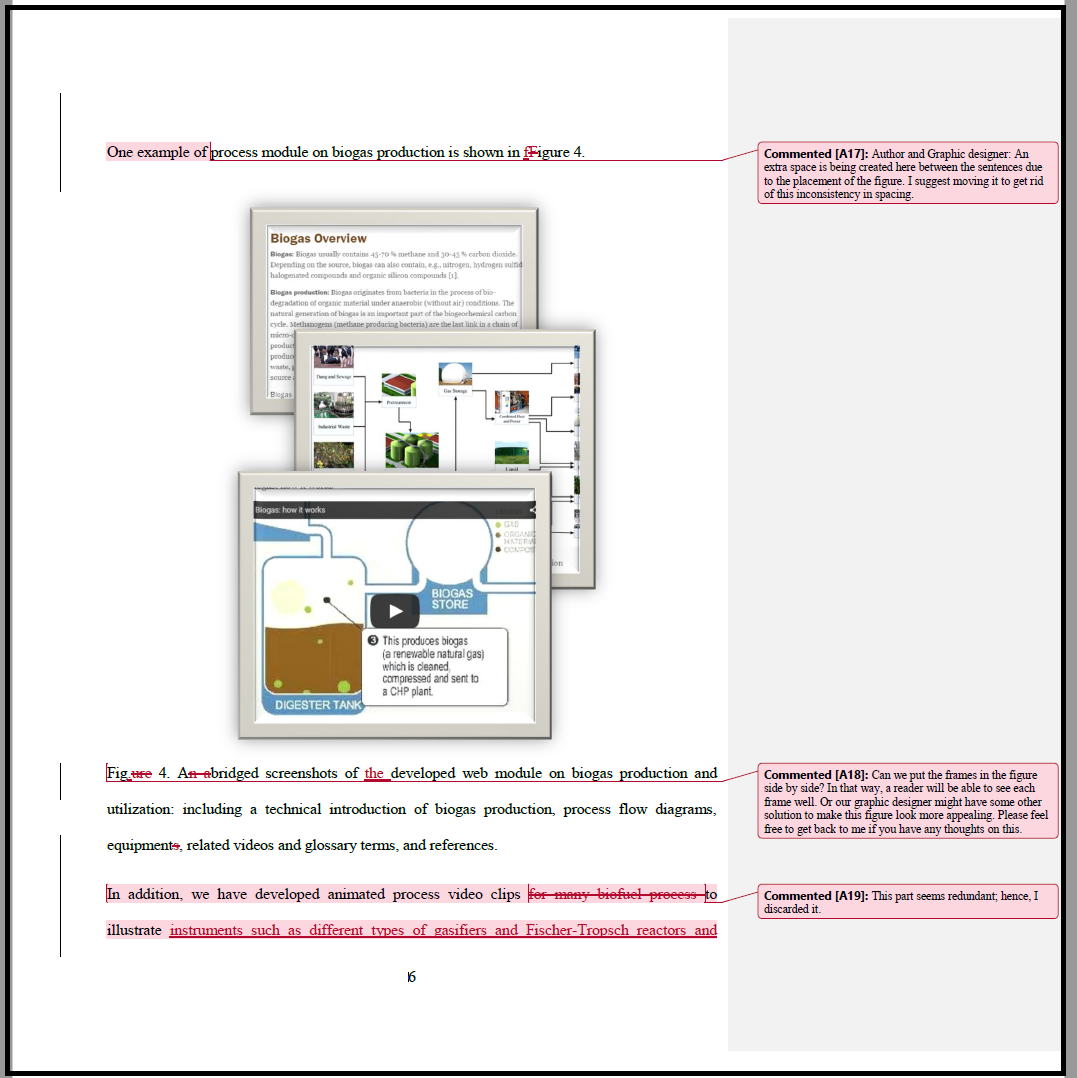 One example of process module on biogas production is shown in fFigure 4.
Commented [A17]: Author and Graphic designer: An
extra space is being created here between the sentences due
to the placement of the figure. I suggest moving it to get rid
of this inconsistency in spacing.
Biogas Overview
Biogas: Biogas usually contains 45-70 % methane and 30-45 % carbon dioxide.
Depending on the source, biogas can also contain, e.g., nitrogen, hydrogen sulfid
halogenated compounds and organic silicon compounds [1].
Biogas production: Biogas originates from bacteria in the process of bio-
degradation of organic material under anaerobic (without air) conditions. The
natural generation of biogas is an important part of the biogeochemical carbon
cycle. Methanogens (methane producing bacteria) are the last link in a chain of
micro-
product
produc
waste,
source
Biogas
Dung and Sewage
Industrial Waste
Pretreatment
Gas Storage
Combined Heat
and Power
Liquid
ion
Biogas: how it works
GAS
ORGANIC
MATERIA
COMPOS
BIOGAS
STORE
3 This produces biogas
(a renewable natural gas)
which is cleaned,
compressed and sent to
a CHP plant.
DIGESTER TANK
Fig.ure 4. An abridged screenshots of the developed web module on biogas production and
utilization: including a technical introduction of biogas production, process flow diagrams,
equipments, related videos and glossary terms, and references.
Commented [A18]: Can we put the frames in the figure
side by side? In that way, a reader will be able to see each
frame well. Or our graphic designer might have some other
solution to make this figure look more appealing. Please feel
free to get back to me if you have any thoughts on this.
In addition, we have developed animated process video clips for many biofuel process to
illustrate instruments such as different types of gasifiers and Fischer-Tropsch reactors and
Commented [A19]: This part seems redundant; hence, I
discarded it.
6